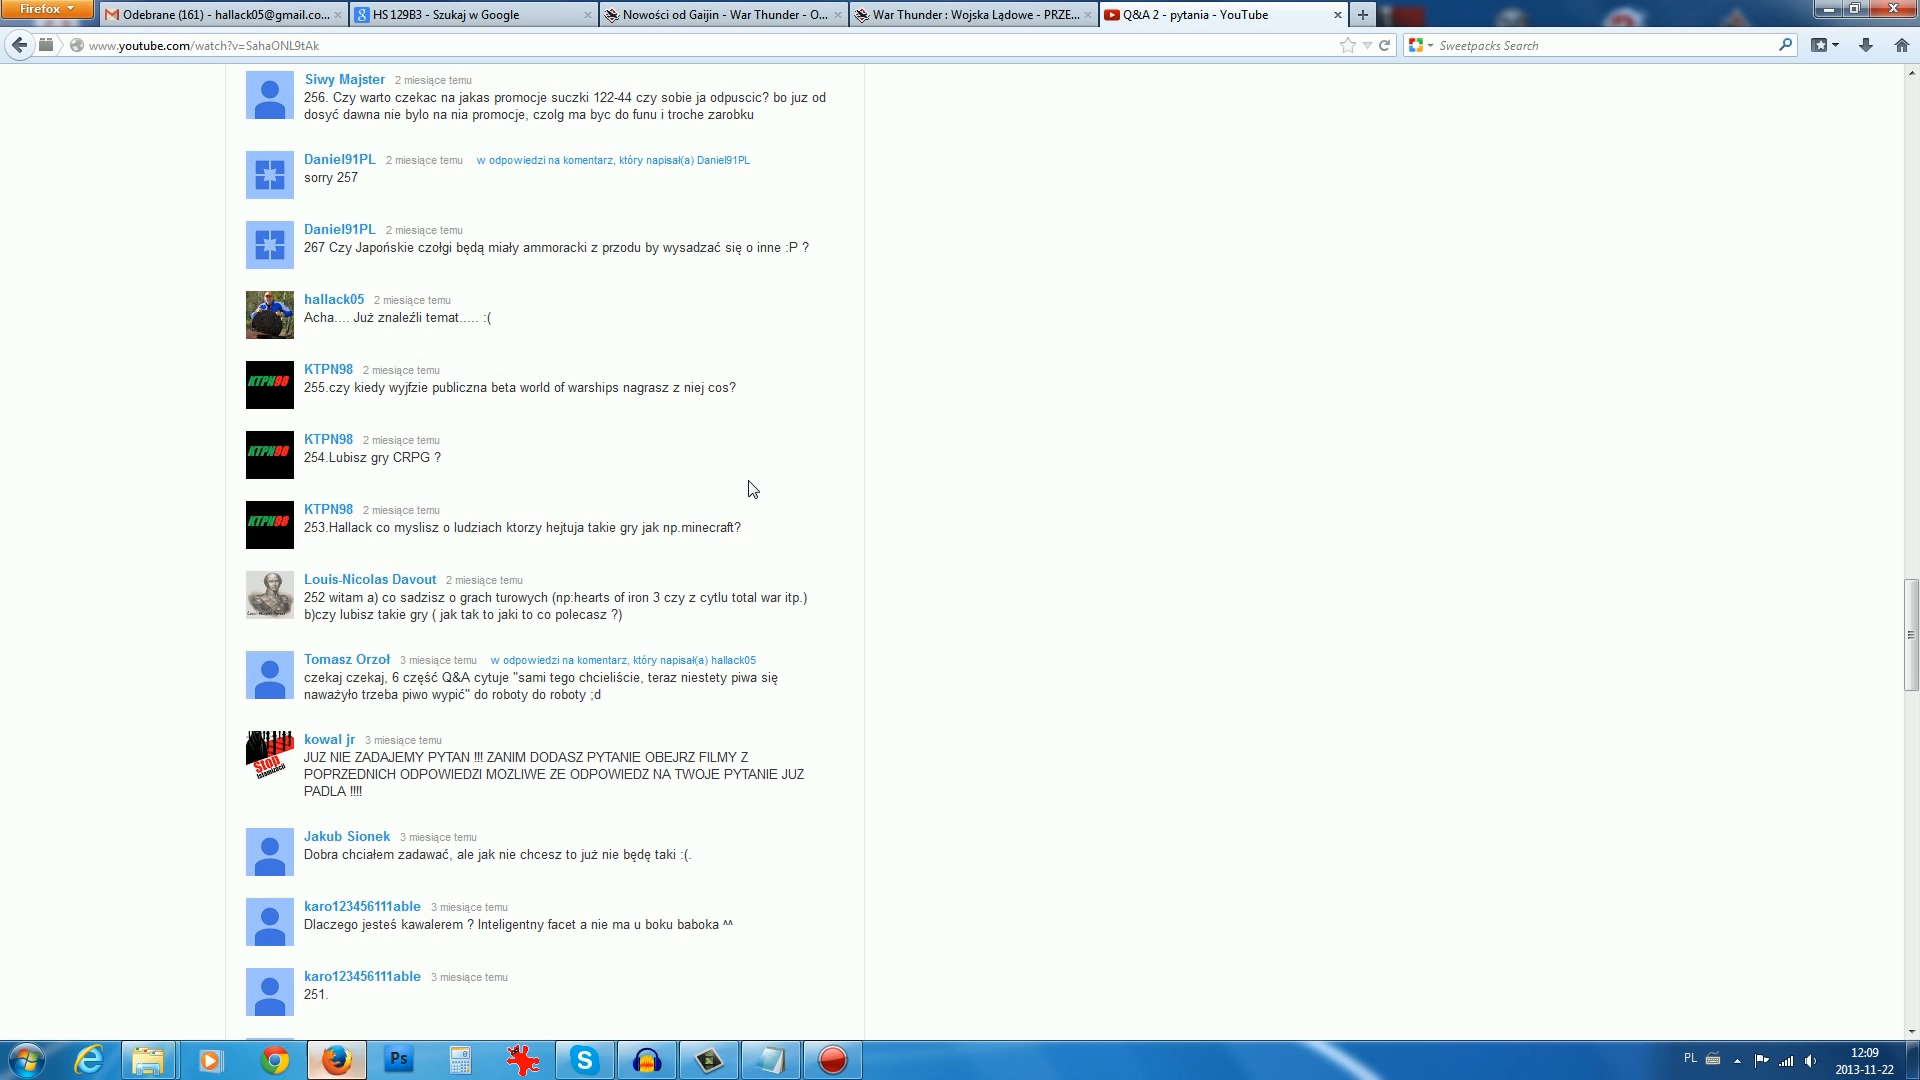 Firefox
Odebrane (161) - hallack05@gmail.co...
HS 129B3 - Szukaj w Google
Nowości od Gaijin - War Thunder - O...
War Thunder : Wojska Lądowe - PRZE...
Q&A 2 - pytania - YouTube
www.youtube.com/watch?v=SahaONL9tAk
Sweetpacks Search
Siwy Majster 2 miesiące temu
256. Czy warto czekac na jakas promocje suczki 122-44 czy sobie ja odpuscic? bo juz od
dosyć dawna nie bylo na nia promocje, czolg ma byc do funu i troche zarobku
Daniel91PL 2 miesiące temu w odpowiedzi na komentarz, który napisał(a) Daniel91PL
sorry 257
Daniel91PL 2 miesiące temu
267 Czy Japońskie czołgi będą miały ammoracki z przodu by wysadzać się o inne :P ?
hallack05 2 miesiące temu
Acha.... Już znaleźli temat..... :(
KTPN98
KTPN98 2 miesiące temu
255.czy kiedy wyjfzie publiczna beta world of warships nagrasz z niej cos?
KTPN98
KTPN98 2 miesiące temu
254.Lubisz gry CRPG ?
KTPN98
KTPN98 2 miesiące temu
253.Hallack co myslisz o ludziach ktorzy hejtuja takie gry jak np.minecraft?
Louis-Nicolas Davout 2 miesiące temu
252 witam a) co sadzisz o grach turowych (np:hearts of iron 3 czy z cytlu total war itp.)
b)czy lubisz takie gry ( jak tak to jaki to co polecasz ?)
Tomasz Orzoł 3 miesiące temu w odpowiedzi na komentarz, który napisał(a) hallack05
czekaj czekaj, 6 część Q&A cytuje "sami tego chcieliście, teraz niestety piwa się
naważyło trzeba piwo wypić" do roboty do roboty ;d
Stop
Islamizacji
kowal jr 3 miesiące temu
JUZ NIE ZADAJEMY PYTAN !!! ZANIM DODASZ PYTANIE OBEJRZ FILMY Z
POPRZEDNICH ODPOWIEDZI MOZLIWE ZE ODPOWIEDZ NA TWOJE PYTANIE JUZ
PADLA !!!!
Jakub Sionek 3 miesiące temu
Dobra chciałem zadawać, ale jak nie chcesz to już nie będę taki :(.
karo123456111able 3 miesiące temu
Dlaczego jesteś kawalerem ? Inteligentny facet a nie ma u boku baboka ^^
karo123456111able 3 miesiące temu
251.
Ps
PL
12:09
2013-11-22